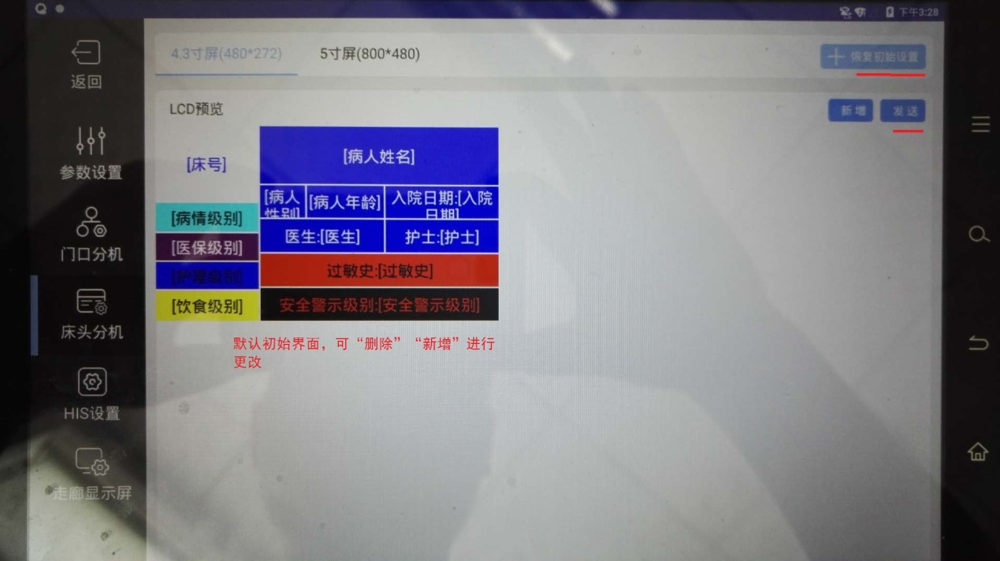 下午3:28
返回
参数设置
门口分机
床头分机
HIS设置
走廊显示屏
4.3寸屏(480*272)
5寸屏(800*480)
恢复初始设置
LCD预览
新增
发送
[床号]
[病人姓名]
[病人
性别]
[病人年龄]
入院日期:[入院
日期]
[病情级别]
医生:[医生]
护士:[护士]
[医保级别]
过敏史:[过敏史]
[护理级别]
[饮食级别]
安全警示级别:[安全警示级别]
默认初始界面，可“删除”“新增”进行
更改